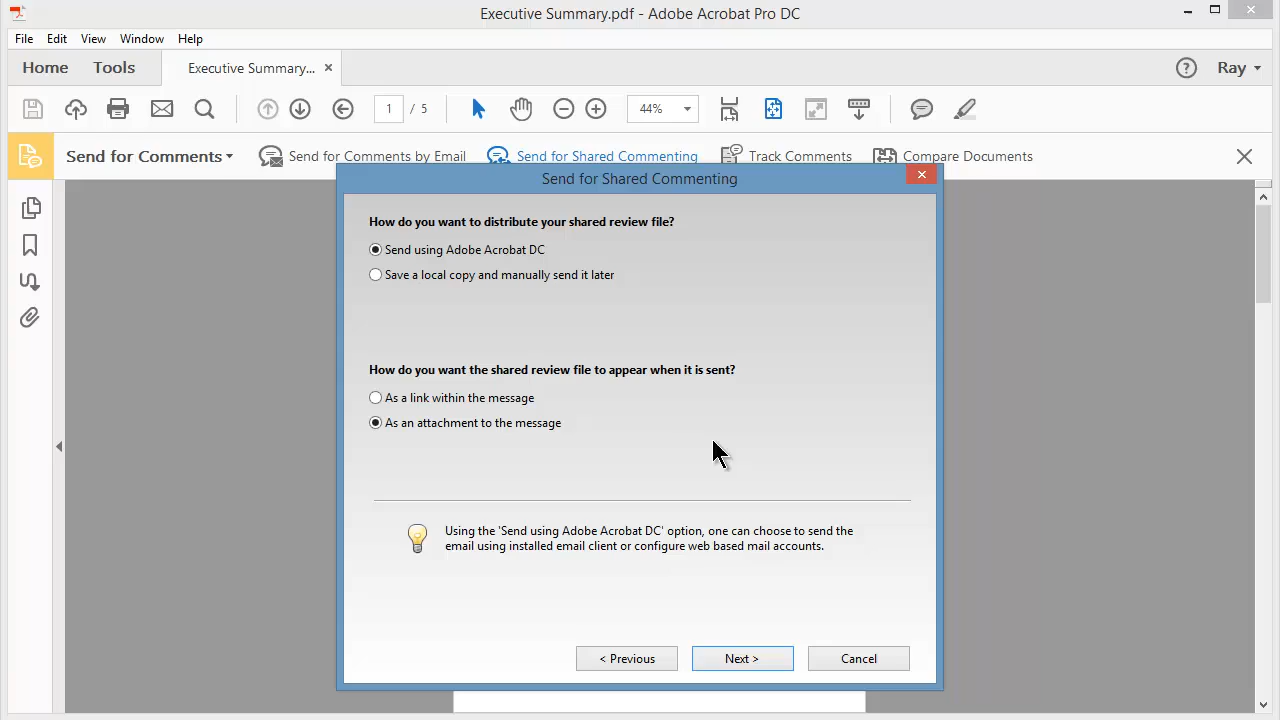 Executive Summary.pdf - Adobe Acrobat Pro DC
File Edit View Window Help
Home Tools Executive Summary... × Ray
1 / 5 44%
Send for Comments Send for Comments by Email Send for Shared Commenting Track Comments Compare Documents
Send for Shared Commenting
How do you want to distribute your shared review file?
Send using Adobe Acrobat DC
Save a local copy and manually send it later
How do you want the shared review file to appear when it is sent?
As a link within the message
As an attachment to the message
Using the 'Send using Adobe Acrobat DC' option, one can choose to send the
email using installed email client or configure web based mail accounts.
< Previous Next > Cancel